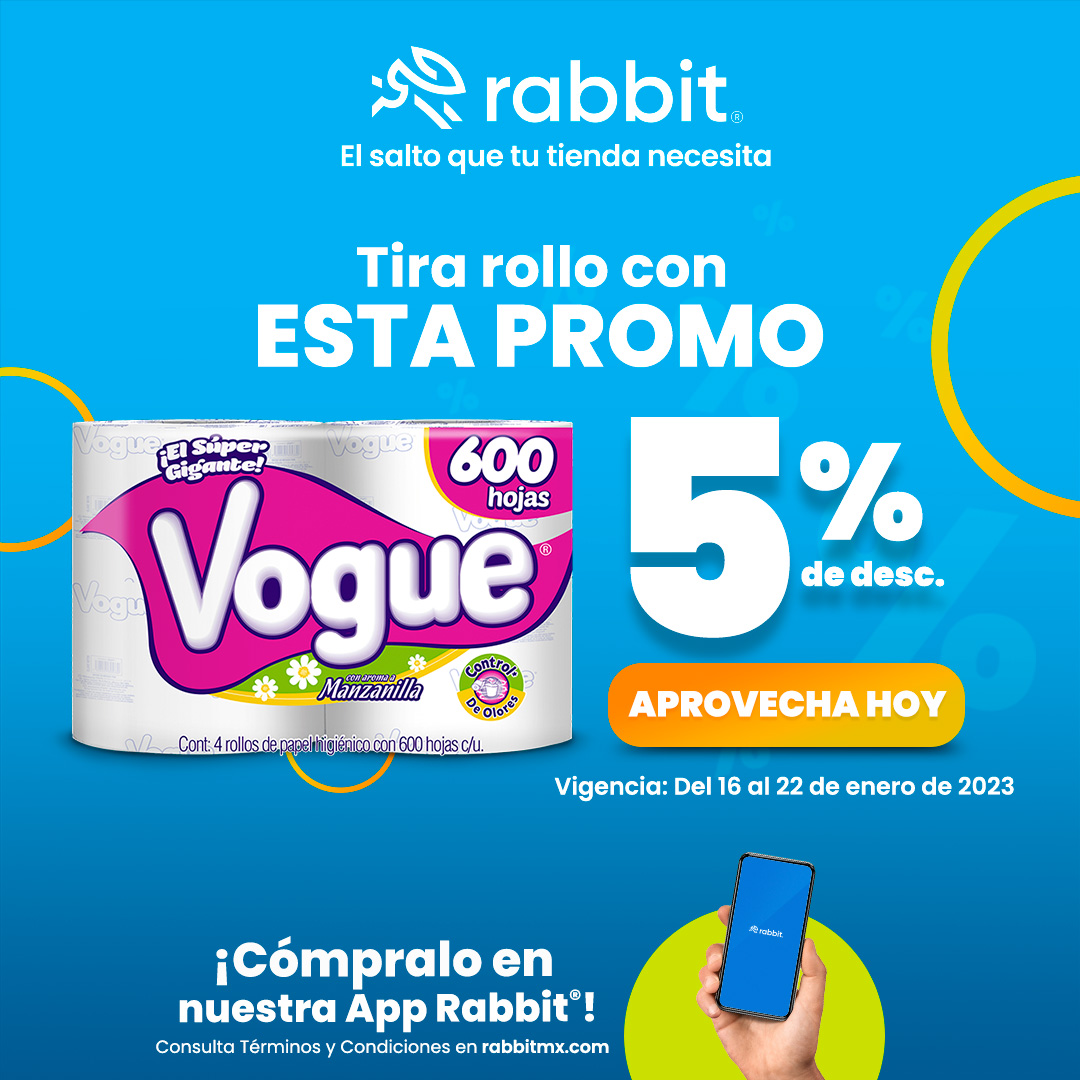 rabbit®
El salto que tu tienda necesita
Tira rollo con
ESTA PROMO
Vogue
Vogue
¡El Súper
Gigante!
600
hojas
Vogue®
Vogue
con aroma a
Manzanilla
Control
De Olores
Cont: 4 rollos de papel higiénico con 600 hojas c/u.
5%
de desc.
APROVECHA HOY
Vigencia: Del 16 al 22 de enero de 2023
rabbit
¡Cómpralo en
nuestra App Rabbit®!
Consulta Términos y Condiciones en rabbitmx.com